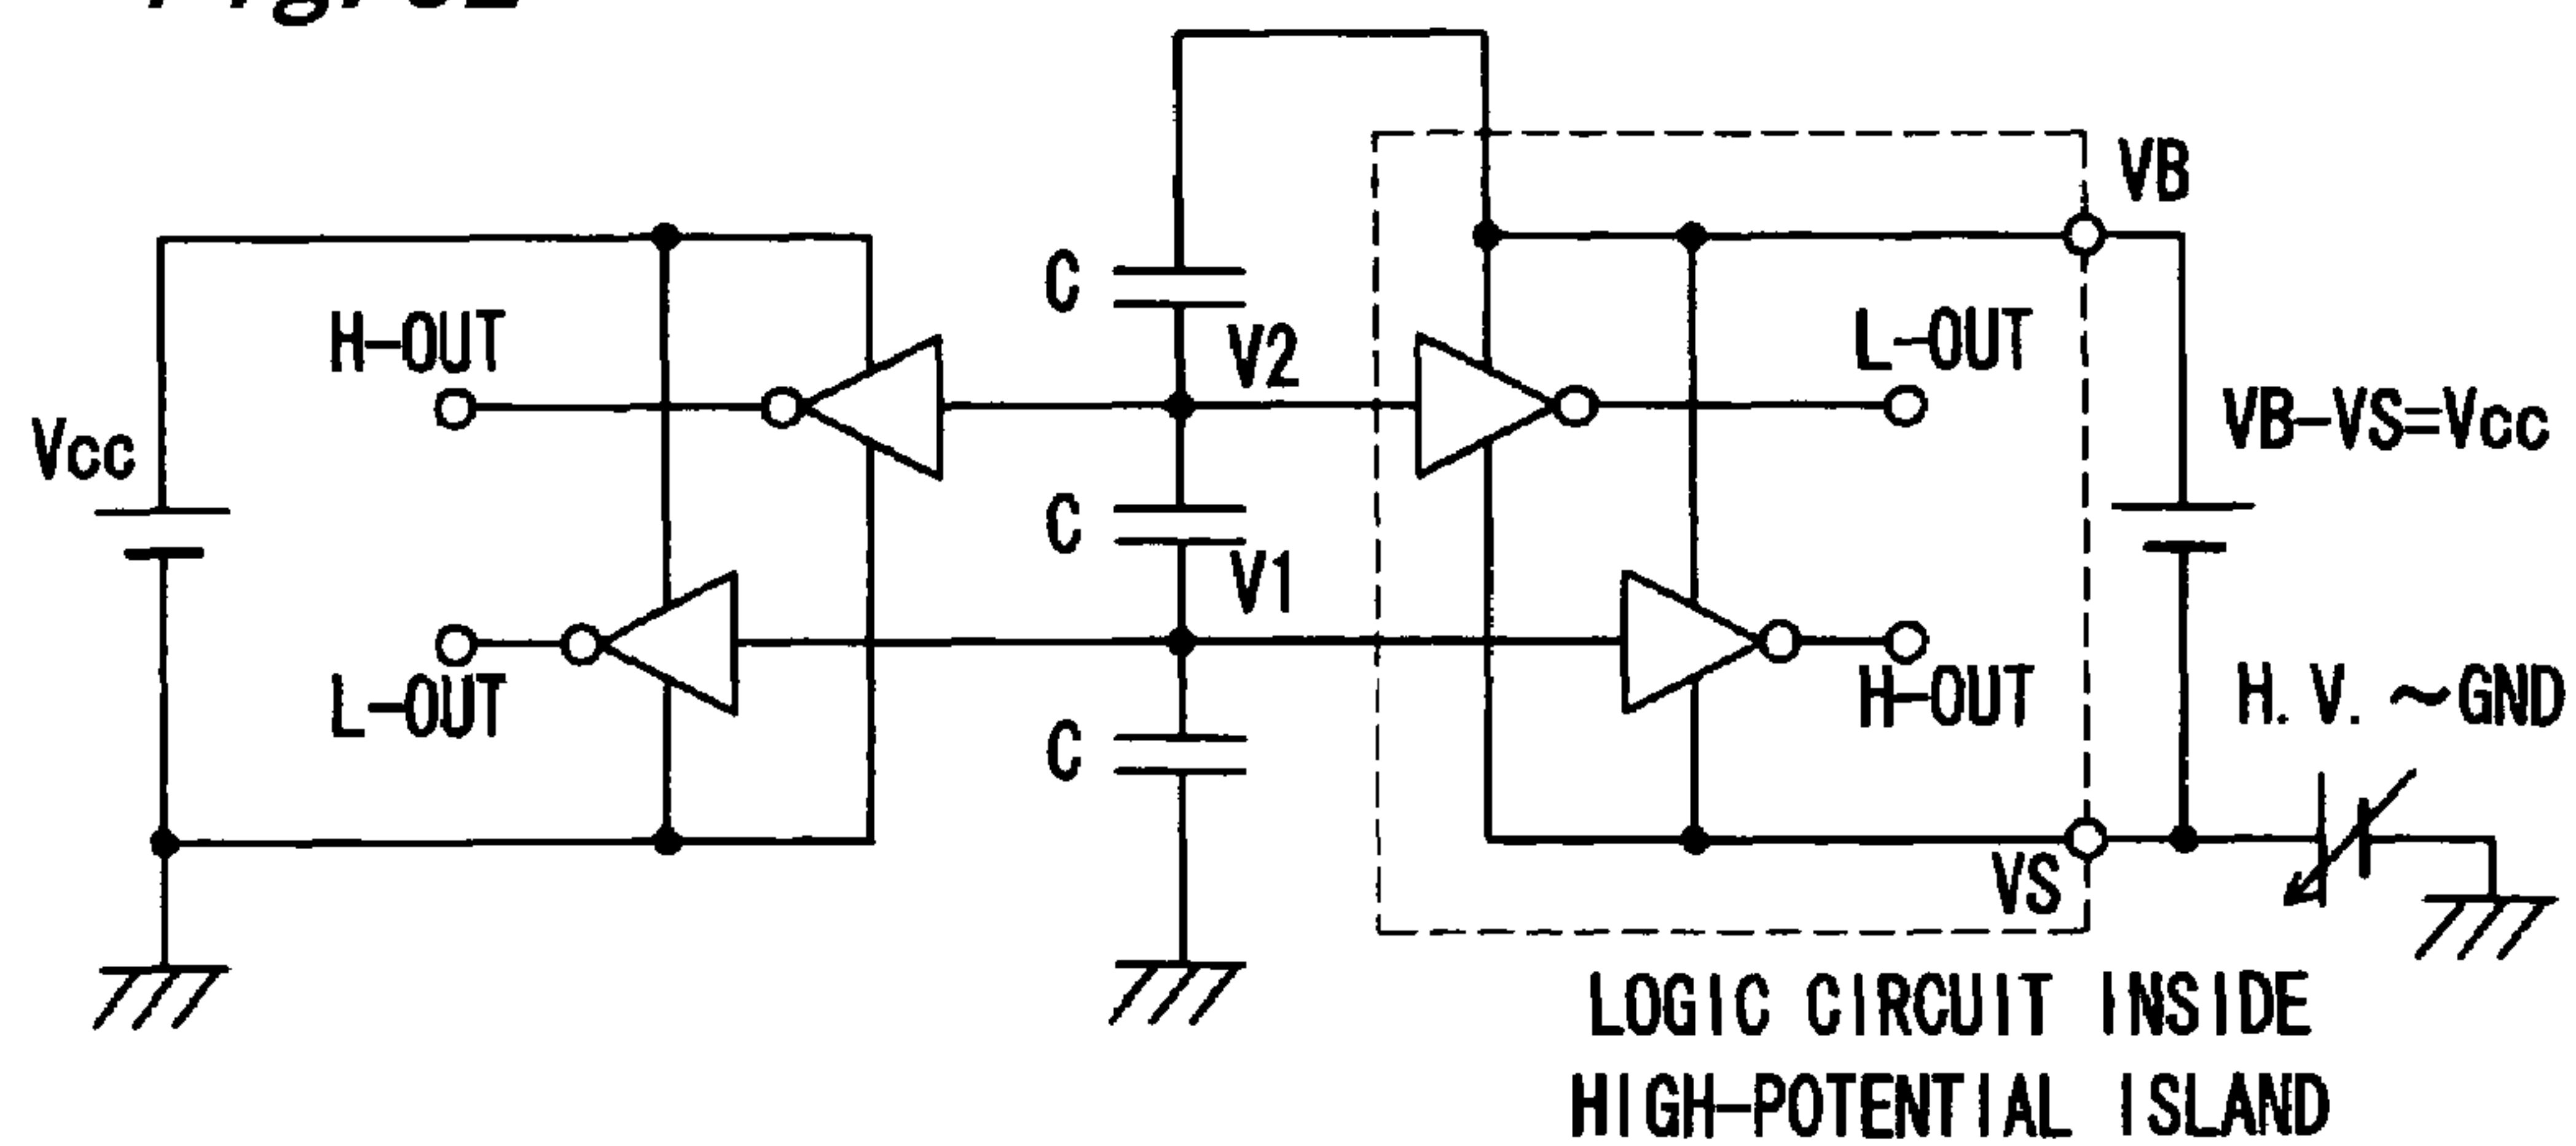 VB
C
H-OUT
V2
L-OUT
Vcc
VB-VS=Vcc
C
V1
L-OUT
H-OUT
H. V. ~GND
C
VS
LOGIC CIRCUIT INSIDE
HIGH-POTENTIAL ISLAND